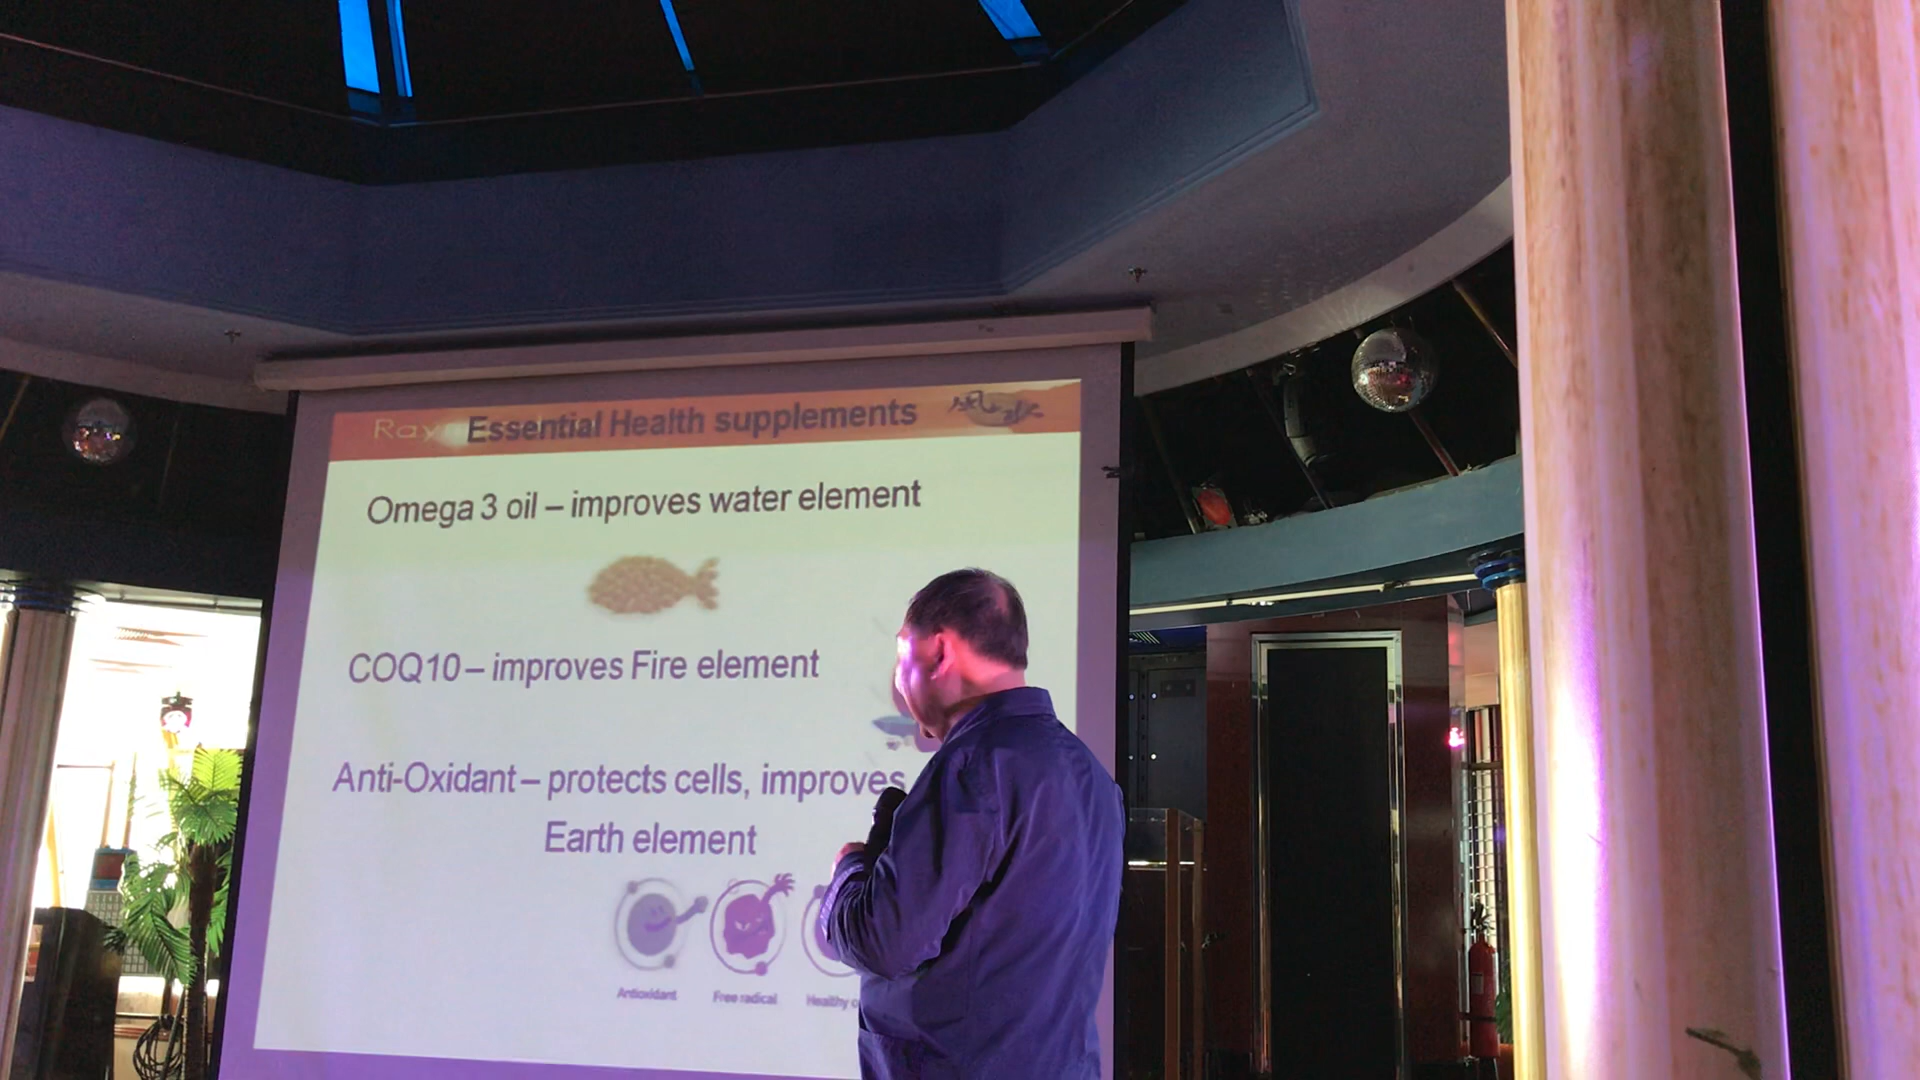 Essential Health supplements
Omega 3 oil – improves water element
COQ10 – improves Fire element
Anti-Oxidant – protects cells, improves
Earth element
Antioxidant Free radical Healthy